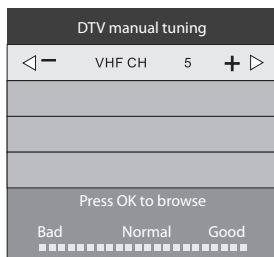 DTV manual tuning
− VHF CH 5 +
Press OK to browse
Bad Normal Good